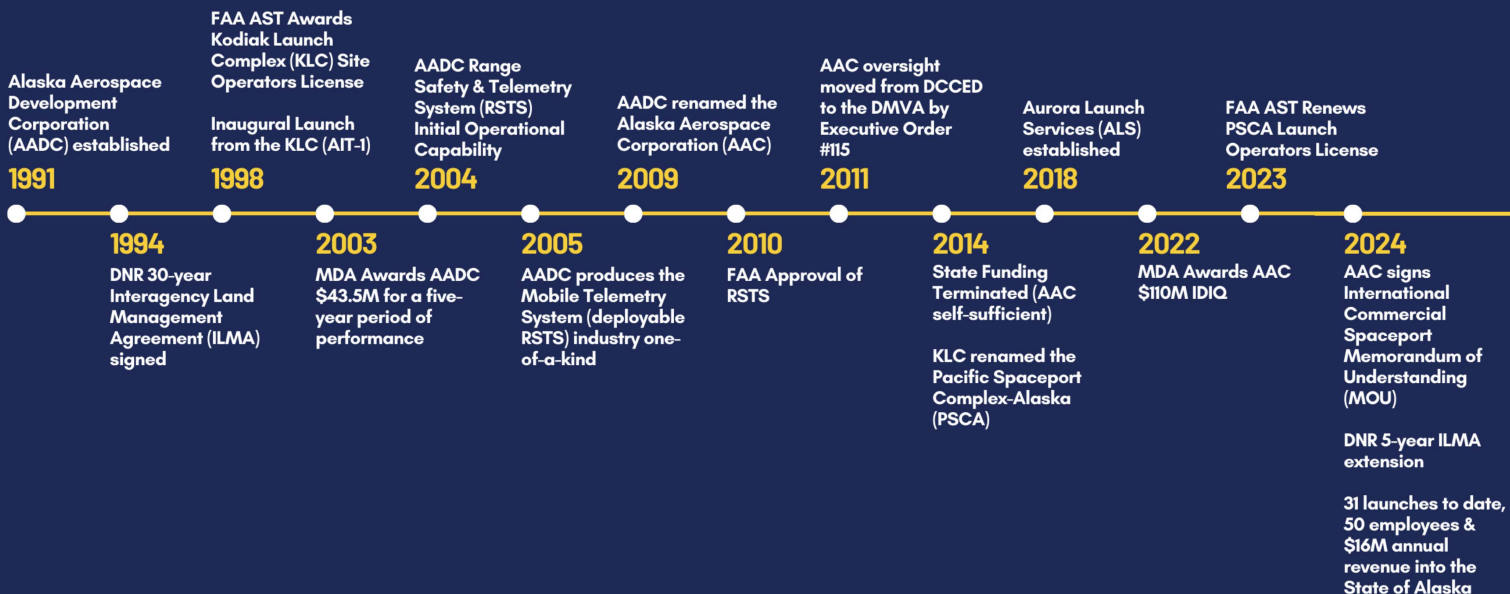 Alaska Aerospace
Development
Corporation
(AADC) established
1991
1994
DNR 30-year
Interagency Land
Management
Agreement (ILMA)
signed
FAA AST Awards
Kodiak Launch
Complex (KLC) Site
Operators License
Inaugural Launch
from the KLC (AIT-1)
1998
2003
MDA Awards AADC
$43.5M for a five-
year period of
performance
AADC Range
Safety & Telemetry
System (RSTS)
Initial Operational
Capability
2004
2005
AADC produces the
Mobile Telemetry
System (deployable
RSTS) industry one-
of-a-kind
AADC renamed the
Alaska Aerospace
Corporation (AAC)
2009
2010
FAA Approval of
RSTS
AAC oversight
moved from DCCED
to the DMVA by
Executive Order
#115
2011
2014
State Funding
Terminated (AAC
self-sufficient)
KLC renamed the
Pacific Spaceport
Complex-Alaska
(PSCA)
Aurora Launch
Services (ALS)
established
2018
2022
MDA Awards AAC
$110M IDIQ
FAA AST Renews
PSCA Launch
Operators License
2023
2024
AAC signs
International
Commercial
Spaceport
Memorandum of
Understanding
(MOU)
DNR 5-year ILMA
extension
31 launches to date,
50 employees &
$16M annual
revenue into the
State of Alaska